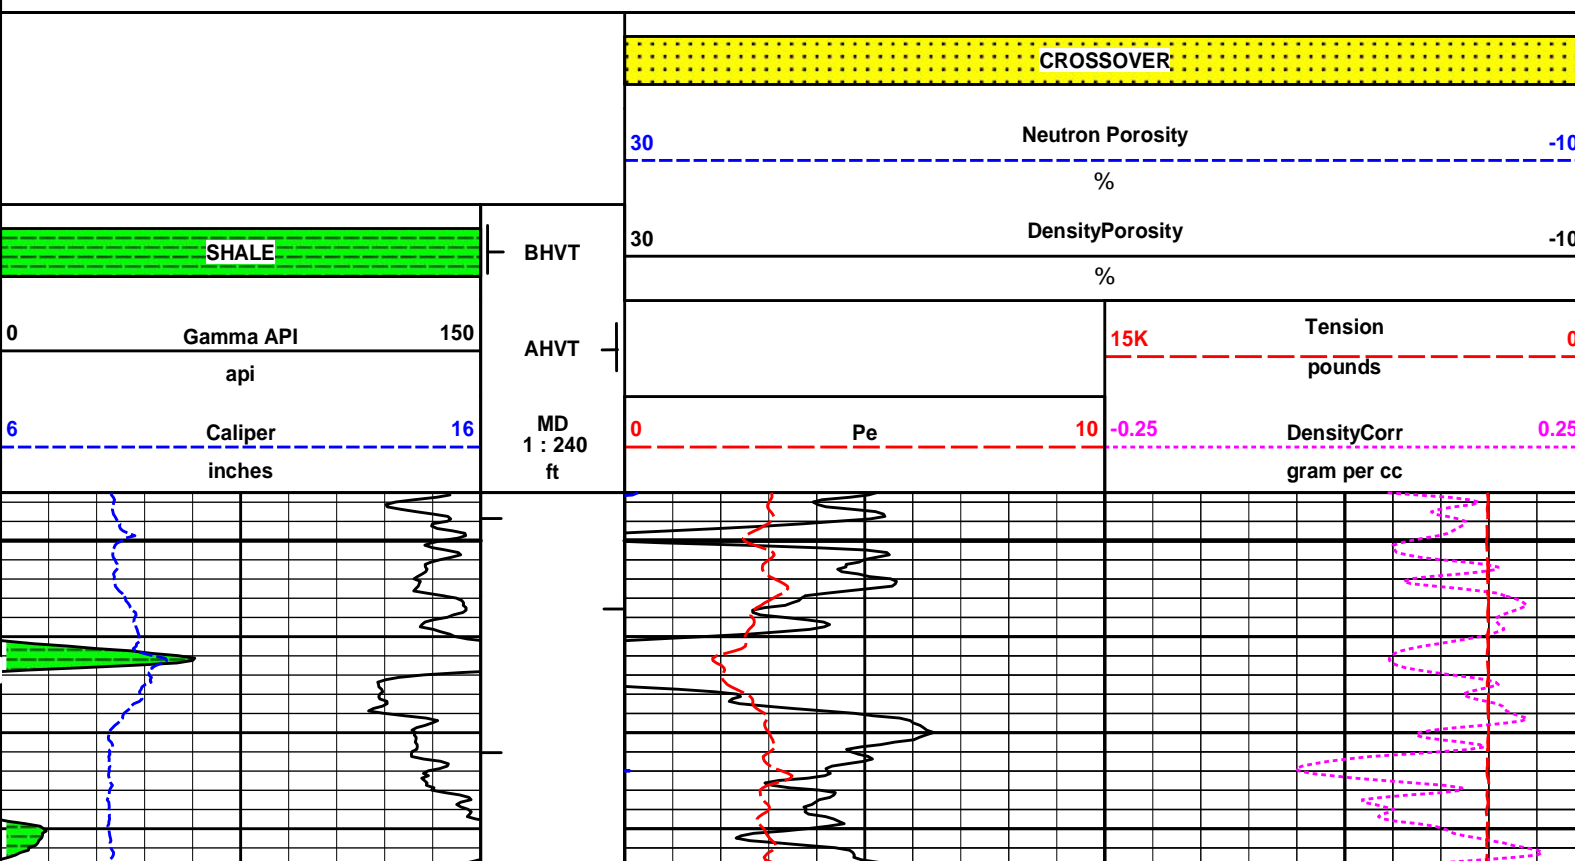 CROSSOVER
30 Neutron Porosity -10
%
30 DensityPorosity -10
%
SHALE
BHVT
0 Gamma API 150
api
AHVT
15K Tension 0
pounds
6 Caliper 16
inches
MD
1 : 240
ft
0 Pe 10
-0.25 DensityCorr 0.25
gram per cc